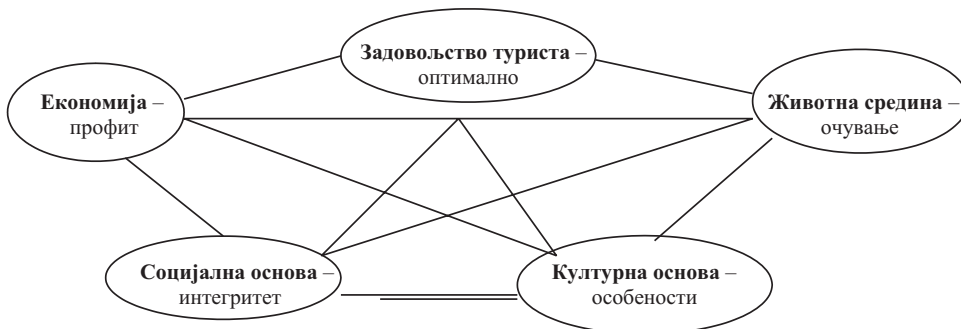 Задовољство туриста –
оптимално
Економија –
профит
Животна средина –
очување
Социјална основа –
интегритет
Културна основа –
особености